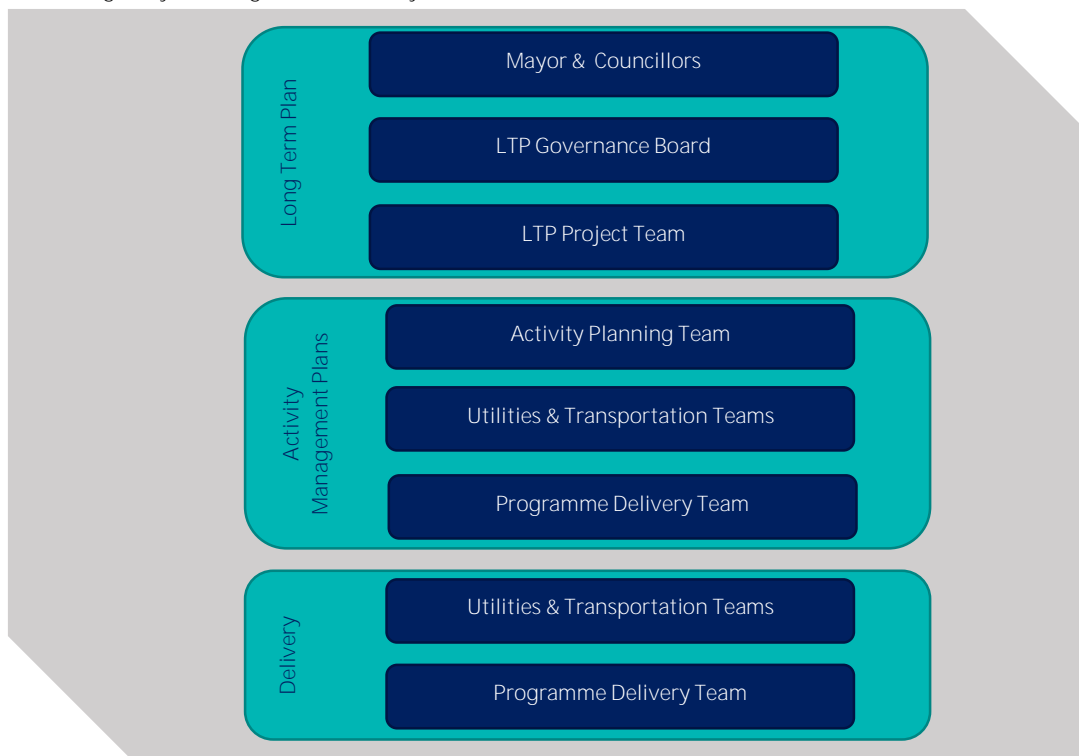 Long Term Plan
Mayor & Councillors
LTP Governance Board
LTP Project Team
Activity
Management Plans
Activity Planning Team
Utilities & Transportation Teams
Programme Delivery Team
Delivery
Utilities & Transportation Teams
Programme Delivery Team